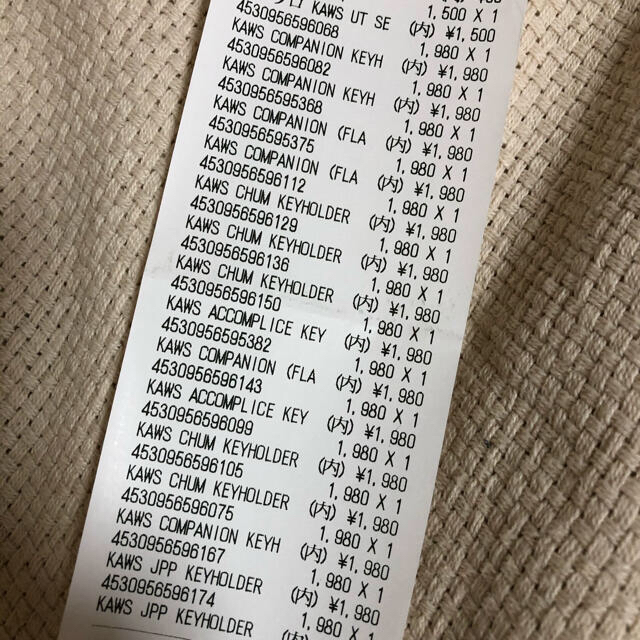 1,500 X 1
クロ KAWS UT SE (内) ¥1,500
4530956596068 1,980 X 1
KAWS COMPANION KEYH (内) ¥1,980
4530956596082 1,980 X 1
KAWS COMPANION KEYH (内) ¥1,980
4530956595368 1,980 X 1
KAWS COMPANION (FLA (内) ¥1,980
4530956595375 1,980 X 1
KAWS COMPANION (FLA (内) ¥1,980
4530956596112 1,980 X 1
KAWS CHUM KEYHOLDER (内) ¥1,980
4530956596129 1,980 X 1
KAWS CHUM KEYHOLDER (内) ¥1,980
4530956596136 1,980 X 1
KAWS CHUM KEYHOLDER (内) ¥1,980
4530956596150 1,980 X 1
KAWS ACCOMPLICE KEY (内) ¥1,980
4530956595382 1,980 X 1
KAWS COMPANION (FLA (内) ¥1,980
4530956596143 1,980 X 1
KAWS ACCOMPLICE KEY (内) ¥1,980
4530956596099 1,980 X 1
KAWS CHUM KEYHOLDER (内) ¥1,980
4530956596105 1,980 X 1
KAWS CHUM KEYHOLDER (内) ¥1,980
4530956596075 1,980 X 1
KAWS COMPANION KEYH (内) ¥1,980
4530956596167 1,980 X 1
KAWS JPP KEYHOLDER (内) ¥1,980
4530956596174 1,980 X 1
KAWS JPP KEYHOLDER (内)